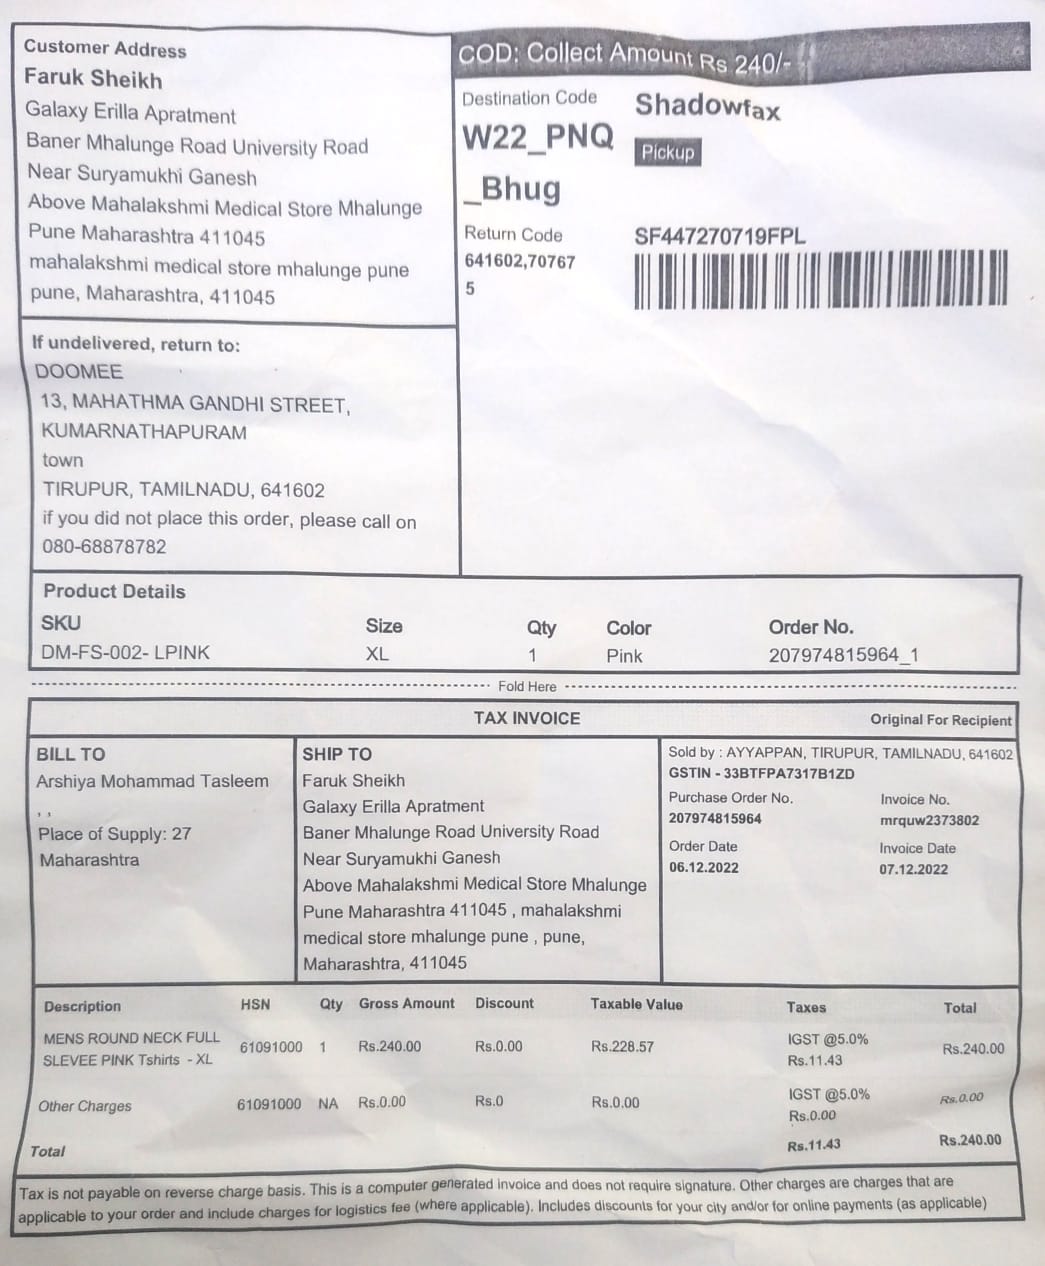 Customer Address
Faruk Sheikh
Galaxy Erilla Apratment
Baner Mhalunge Road University Road
Near Suryamukhi Ganesh
Above Mahalakshmi Medical Store Mhalunge
Pune Maharashtra 411045
mahalakshmi medical store mhalunge pune
pune, Maharashtra, 411045
If undelivered, return to:
DOOMEE
13, MAHATHMA GANDHI STREET,
KUMARNATHAPURAM
town
TIRUPUR, TAMILNADU, 641602
if you did not place this order, please call on
080-68878782
COD: Collect Amount Rs 240/-
Destination Code
W22_PNQ
_Bhug
Return Code
641602,70767
5
Shadowfax
Pickup
SF447270719FPL
Product Details
SKU Size Qty Color Order No.
DM-FS-002- LPINK XL 1 Pink 207974815964_1
Fold Here
TAX INVOICE Original For Recipient
BILL TO
Arshiya Mohammad Tasleem
, ,
Place of Supply: 27
Maharashtra
SHIP TO
Faruk Sheikh
Galaxy Erilla Apratment
Baner Mhalunge Road University Road
Near Suryamukhi Ganesh
Above Mahalakshmi Medical Store Mhalunge
Pune Maharashtra 411045 , mahalakshmi
medical store mhalunge pune , pune,
Maharashtra, 411045
Sold by : AYYAPPAN, TIRUPUR, TAMILNADU, 641602
GSTIN - 33BTFPA7317B1ZD
Purchase Order No. Invoice No.
207974815964 mrquw2373802
Order Date Invoice Date
06.12.2022 07.12.2022
Description HSN Qty Gross Amount Discount Taxable Value Taxes Total
MENS ROUND NECK FULL SLEVEE PINK Tshirts - XL 61091000 1 Rs.240.00 Rs.0.00 Rs.228.57 IGST @5.0% Rs.11.43 Rs.240.00
Other Charges 61091000 NA Rs.0.00 Rs.0 Rs.0.00 IGST @5.0% Rs.0.00 Rs.0.00
Total Rs.11.43 Rs.240.00
Tax is not payable on reverse charge basis. This is a computer generated invoice and does not require signature. Other charges are charges that are
applicable to your order and include charges for logistics fee (where applicable). Includes discounts for your city and/or for online payments (as applicable)